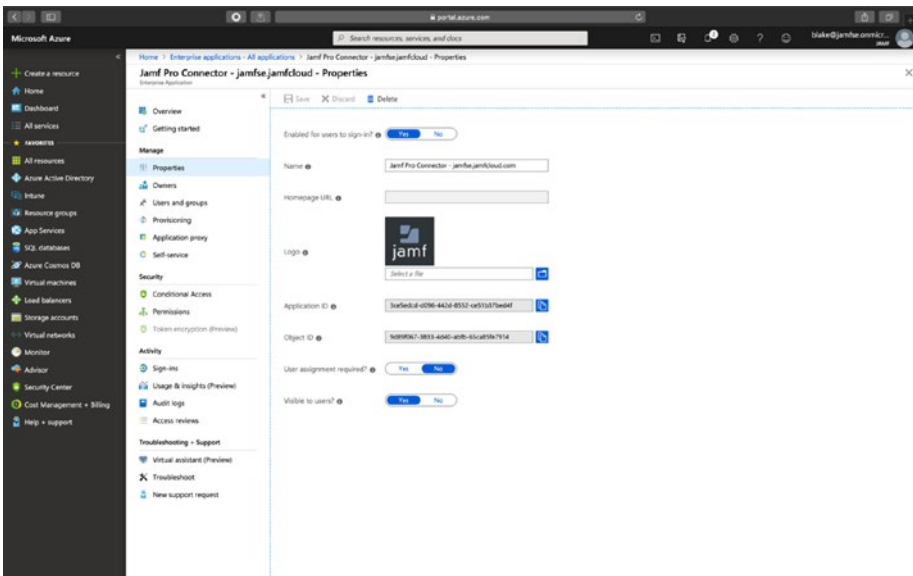 portal.azure.com
Microsoft Azure
Search resources, services, and docs
blake@jamfse.onmicr...
JAMF
Home > Enterprise applications - All applications > Jamf Pro Connector - jamfse.jamfcloud - Properties
Jamf Pro Connector - jamfse.jamfcloud - Properties
Enterprise Application
Create a resource
Home
Dashboard
All services
FAVORITES
All resources
Azure Active Directory
Intune
Resource groups
App Services
SQL databases
Azure Cosmos DB
Virtual machines
Load balancers
Storage accounts
Virtual networks
Monitor
Advisor
Security Center
Cost Management + Billing
Help + support
Overview
Getting started
Manage
Properties
Owners
Users and groups
Provisioning
Application proxy
Self-service
Security
Conditional Access
Permissions
Token encryption (Preview)
Activity
Sign-ins
Usage & insights (Preview)
Audit logs
Access reviews
Troubleshooting + Support
Virtual assistant (Preview)
Troubleshoot
New support request
Save Discard Delete
Enabled for users to sign-in? Yes No
Name Jamf Pro Connector - jamfse.jamfcloud.com
Homepage URL
Logo jamf
Select a file
Application ID
Object ID
User assignment required? Yes No
Visible to users? Yes No